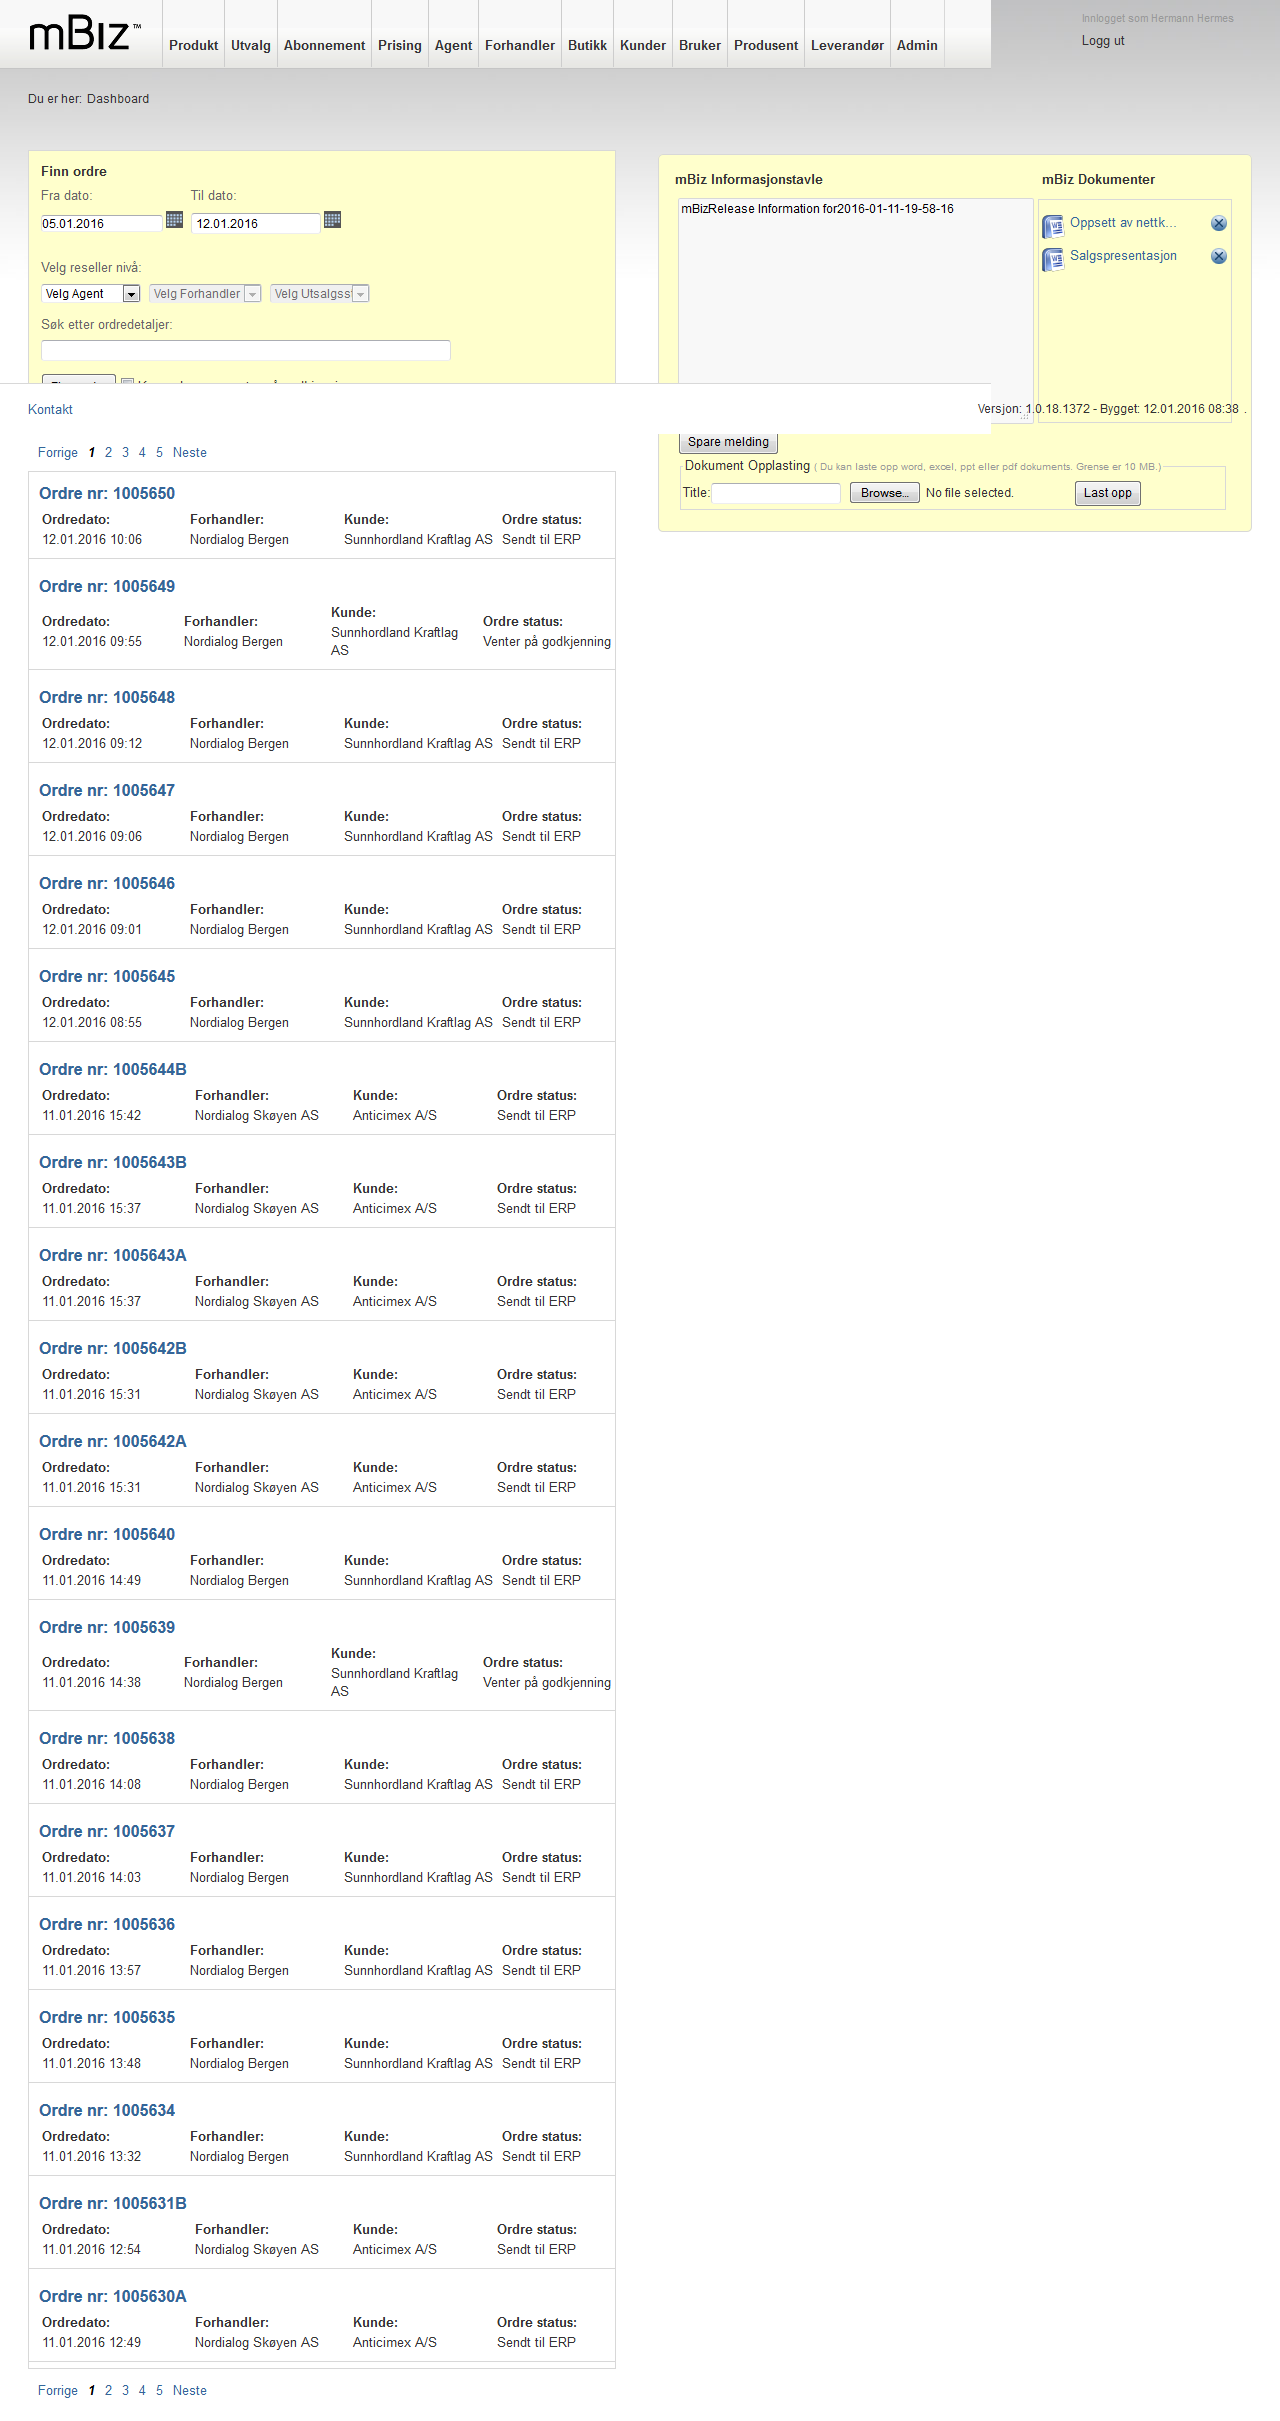 mBiz™
Produkt Utvalg Abonnement Prising Agent Forhandler Butikk Kunder Bruker Produsent Leverandør Admin
Innlogget som Hermann Hermes
Logg ut
Du er her: Dashboard
Finn ordre
Fra dato: Til dato:
05.01.2016 12.01.2016
Velg reseller nivå:
Velg Agent Velg Forhandler Velg Utsalgss
Søk etter ordredetaljer:
mBiz Informasjonstavle
mBizRelease Information for2016-01-11-19-58-16
mBiz Dokumenter
Oppsett av nettk...
Salgspresentasjon
Kontakt
Versjon: 1.0.18.1372 - Bygget: 12.01.2016 08:38 .
Spare melding
Dokument Opplasting ( Du kan laste opp word, excel, ppt eller pdf dokuments. Grense er 10 MB.)
Title: Browse... No file selected. Last opp
Forrige 1 2 3 4 5 Neste
Ordre nr: 1005650
Ordredato: Forhandler: Kunde: Ordre status:
12.01.2016 10:06 Nordialog Bergen Sunnhordland Kraftlag AS Sendt til ERP
Ordre nr: 1005649
Ordredato: Forhandler: Kunde: Ordre status:
12.01.2016 09:55 Nordialog Bergen Sunnhordland Kraftlag AS Venter på godkjenning
Ordre nr: 1005648
Ordredato: Forhandler: Kunde: Ordre status:
12.01.2016 09:12 Nordialog Bergen Sunnhordland Kraftlag AS Sendt til ERP
Ordre nr: 1005647
Ordredato: Forhandler: Kunde: Ordre status:
12.01.2016 09:06 Nordialog Bergen Sunnhordland Kraftlag AS Sendt til ERP
Ordre nr: 1005646
Ordredato: Forhandler: Kunde: Ordre status:
12.01.2016 09:01 Nordialog Bergen Sunnhordland Kraftlag AS Sendt til ERP
Ordre nr: 1005645
Ordredato: Forhandler: Kunde: Ordre status:
12.01.2016 08:55 Nordialog Bergen Sunnhordland Kraftlag AS Sendt til ERP
Ordre nr: 1005644B
Ordredato: Forhandler: Kunde: Ordre status:
11.01.2016 15:42 Nordialog Skøyen AS Anticimex A/S Sendt til ERP
Ordre nr: 1005643B
Ordredato: Forhandler: Kunde: Ordre status:
11.01.2016 15:37 Nordialog Skøyen AS Anticimex A/S Sendt til ERP
Ordre nr: 1005643A
Ordredato: Forhandler: Kunde: Ordre status:
11.01.2016 15:37 Nordialog Skøyen AS Anticimex A/S Sendt til ERP
Ordre nr: 1005642B
Ordredato: Forhandler: Kunde: Ordre status:
11.01.2016 15:31 Nordialog Skøyen AS Anticimex A/S Sendt til ERP
Ordre nr: 1005642A
Ordredato: Forhandler: Kunde: Ordre status:
11.01.2016 15:31 Nordialog Skøyen AS Anticimex A/S Sendt til ERP
Ordre nr: 1005640
Ordredato: Forhandler: Kunde: Ordre status:
11.01.2016 14:49 Nordialog Bergen Sunnhordland Kraftlag AS Sendt til ERP
Ordre nr: 1005639
Ordredato: Forhandler: Kunde: Ordre status:
11.01.2016 14:38 Nordialog Bergen Sunnhordland Kraftlag AS Venter på godkjenning
Ordre nr: 1005638
Ordredato: Forhandler: Kunde: Ordre status:
11.01.2016 14:08 Nordialog Bergen Sunnhordland Kraftlag AS Sendt til ERP
Ordre nr: 1005637
Ordredato: Forhandler: Kunde: Ordre status:
11.01.2016 14:03 Nordialog Bergen Sunnhordland Kraftlag AS Sendt til ERP
Ordre nr: 1005636
Ordredato: Forhandler: Kunde: Ordre status:
11.01.2016 13:57 Nordialog Bergen Sunnhordland Kraftlag AS Sendt til ERP
Ordre nr: 1005635
Ordredato: Forhandler: Kunde: Ordre status:
11.01.2016 13:48 Nordialog Bergen Sunnhordland Kraftlag AS Sendt til ERP
Ordre nr: 1005634
Ordredato: Forhandler: Kunde: Ordre status:
11.01.2016 13:32 Nordialog Bergen Sunnhordland Kraftlag AS Sendt til ERP
Ordre nr: 1005631B
Ordredato: Forhandler: Kunde: Ordre status:
11.01.2016 12:54 Nordialog Skøyen AS Anticimex A/S Sendt til ERP
Ordre nr: 1005630A
Ordredato: Forhandler: Kunde: Ordre status:
11.01.2016 12:49 Nordialog Skøyen AS Anticimex A/S Sendt til ERP
Forrige 1 2 3 4 5 Neste